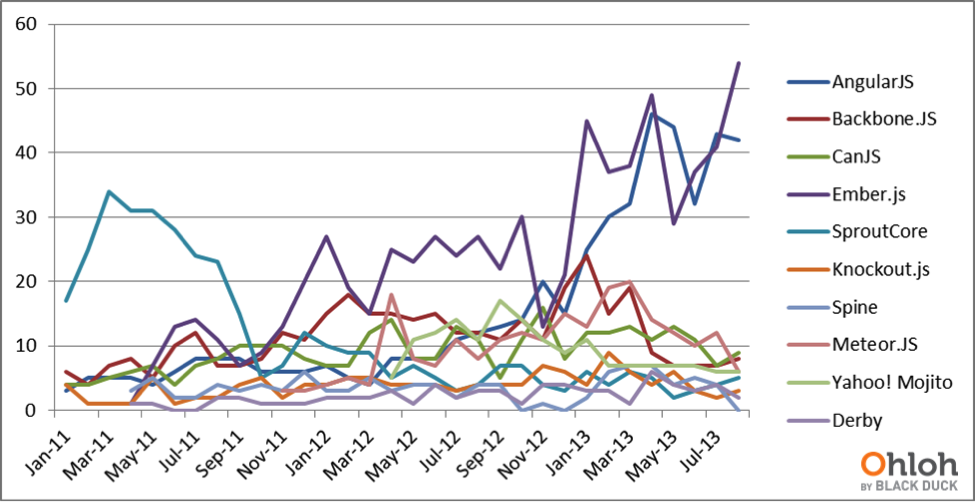 60
50
40
30
20
10
0
Jan-11
Mar-11
May-11
Jul-11
Sep-11
Nov-11
Jan-12
Mar-12
May-12
Jul-12
Sep-12
Nov-12
Jan-13
Mar-13
May-13
Jul-13
AngularJS
Backbone.JS
CanJS
Ember.js
SproutCore
Knockout.js
Spine
Meteor.JS
Yahoo! Mojito
Derby
Ohloh
BY BLACK DUCK